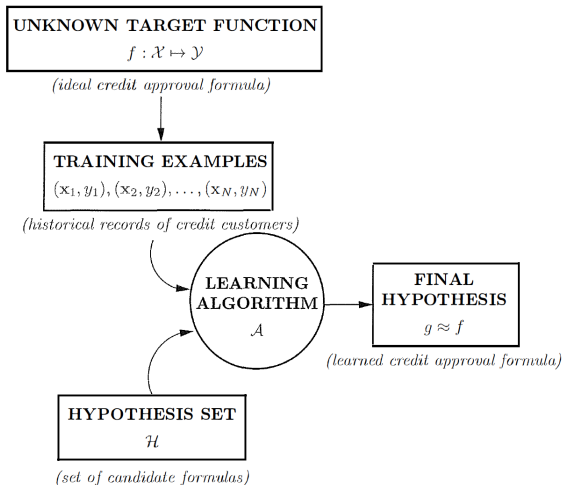 UNKNOWN TARGET FUNCTION
f : 𝒳 ↦ 𝒴
(ideal credit approval formula)
TRAINING EXAMPLES
(x₁, y₁), (x₂, y₂), . . . , (x_N, y_N)
(historical records of credit customers)
LEARNING
ALGORITHM
𝒜
FINAL
HYPOTHESIS
g ≈ f
(learned credit approval formula)
HYPOTHESIS SET
ℋ
(set of candidate formulas)